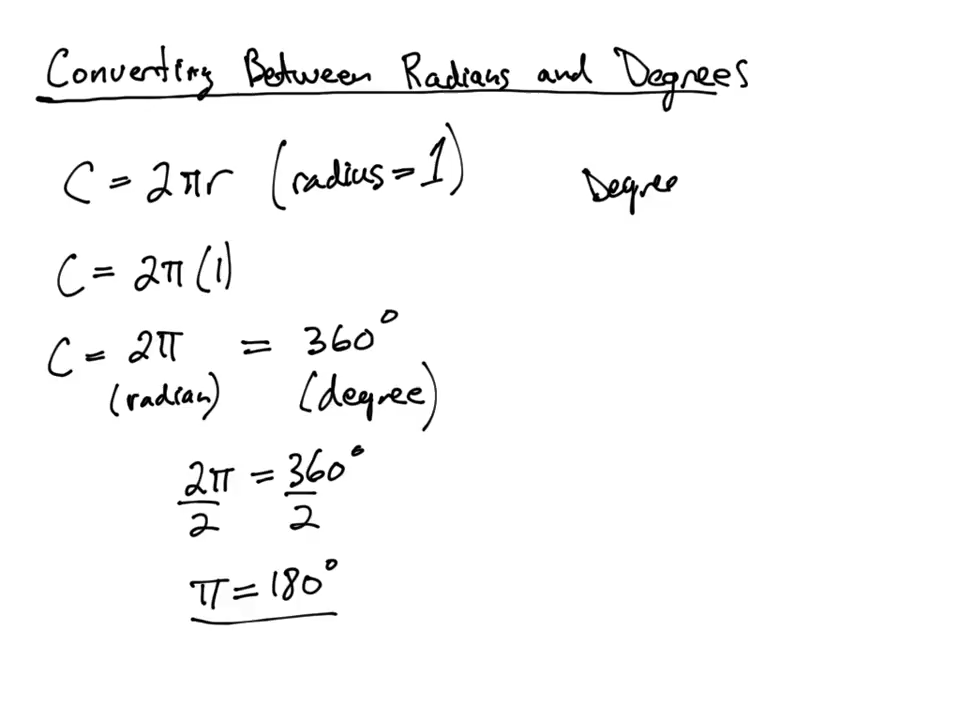 Converting Between Radians and Degrees
C = 2πr (radius = 1)
Degree
C = 2π(1)
C = 2π = 360°
(radian) (degree)
2π = 360°
2 2
π = 180°